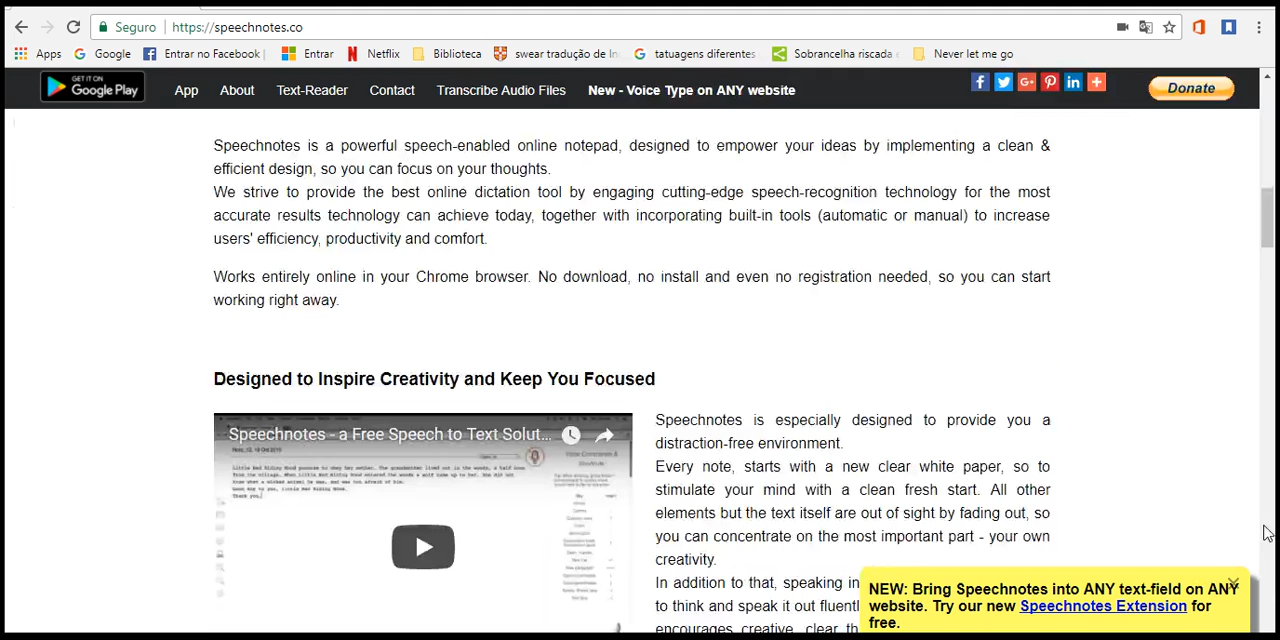 Seguro https://speechnotes.co
Apps Google Entrar no Facebook Entrar Netflix Biblioteca swear tradução de In tatuagens diferentes Sobrancelha riscada Never let me go
GET IT ON
Google Play App About Text-Reader Contact Transcribe Audio Files New - Voice Type on ANY website Donate
Speechnotes is a powerful speech-enabled online notepad, designed to empower your ideas by implementing a clean &
efficient design, so you can focus on your thoughts.
We strive to provide the best online dictation tool by engaging cutting-edge speech-recognition technology for the most
accurate results technology can achieve today, together with incorporating built-in tools (automatic or manual) to increase
users' efficiency, productivity and comfort.
Works entirely online in your Chrome browser. No download, no install and even no registration needed, so you can start
working right away.
Designed to Inspire Creativity and Keep You Focused
Speechnotes - a Free Speech to Text Solut...
Speechnotes is especially designed to provide you a
distraction-free environment.
Every note, starts with a new clear white paper, so to
stimulate your mind with a clean fresh start. All other
elements but the text itself are out of sight by fading out, so
you can concentrate on the most important part - your own
creativity.
In addition to that, speaking in
to think and speak it out fluentl
encourages creative, clear th
NEW: Bring Speechnotes into ANY text-field on ANY
website. Try our new Speechnotes Extension for
free.